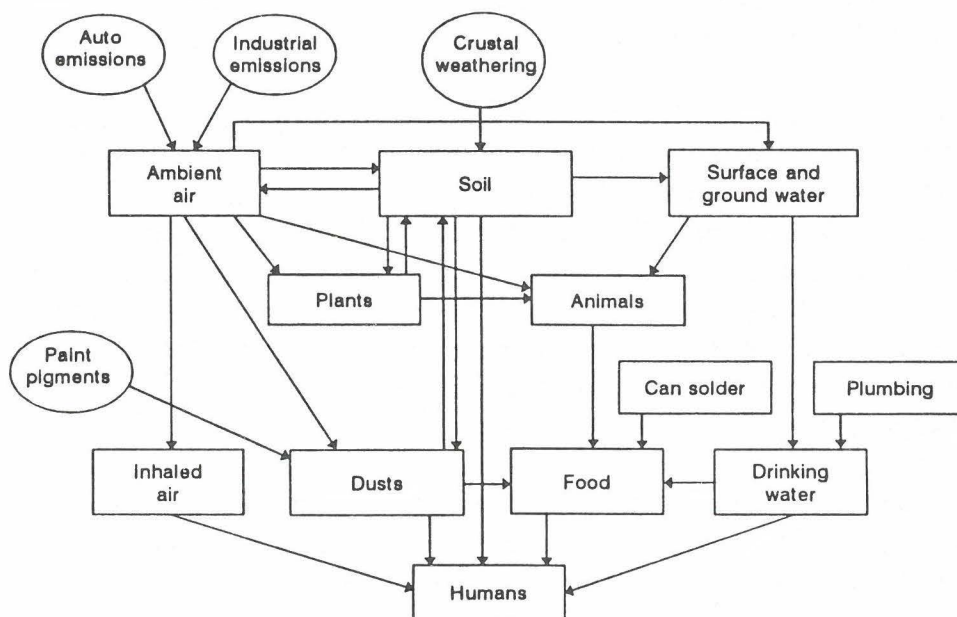 Auto
emissions
Industrial
emissions
Crustal
weathering
Ambient
air
Soil
Surface and
ground water
Plants
Animals
Paint
pigments
Can solder
Plumbing
Inhaled
air
Dusts
Food
Drinking
water
Humans